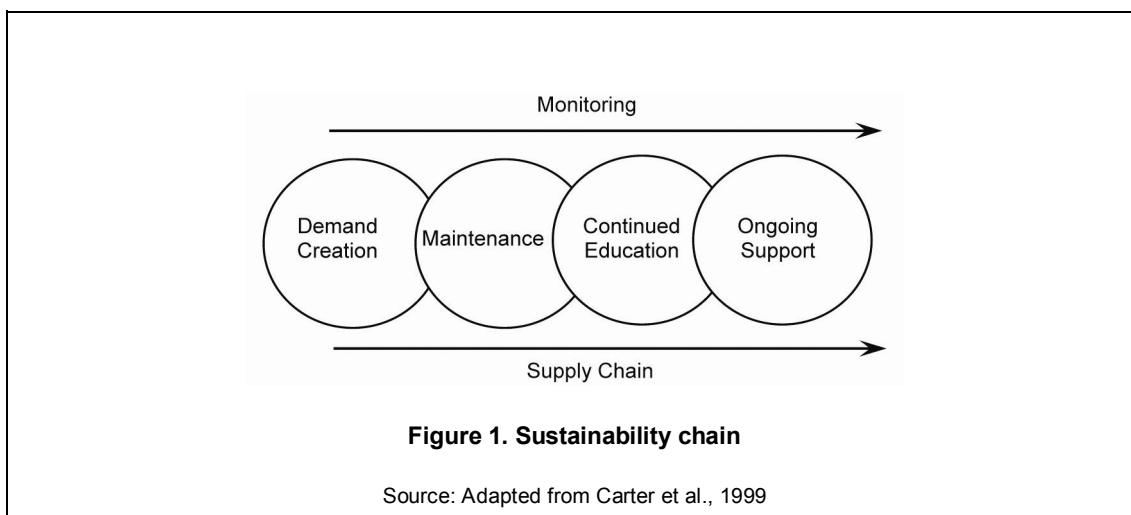 Monitoring
Demand
Creation
Maintenance
Continued
Education
Ongoing
Support
Supply Chain
Figure 1. Sustainability chain
Source: Adapted from Carter et al., 1999